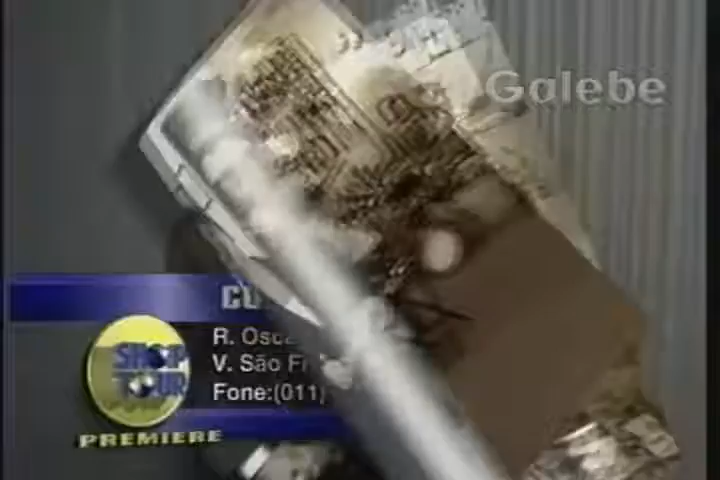 Galebe
R. Osca
V. São Fr
Fone:(011)
SHOP
TOUR
PREMIERE